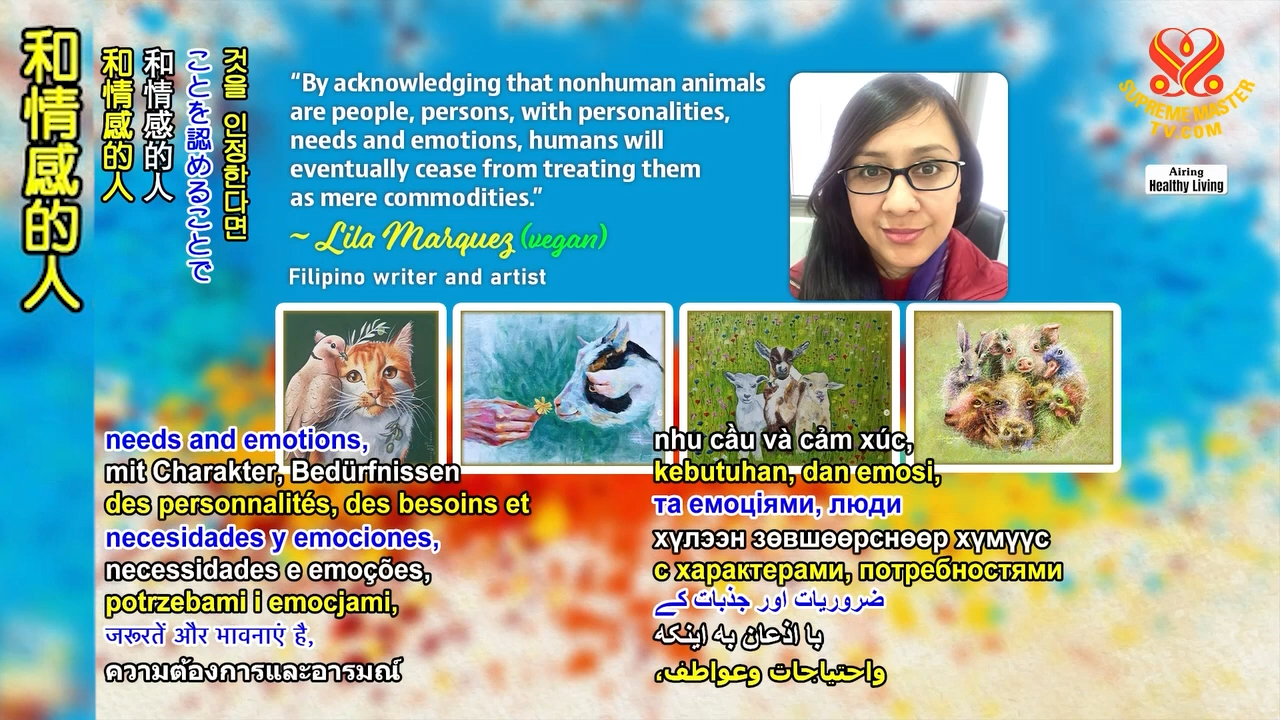 和情感的人
和情感的人
和情感的人
ことを認めることで
것을 인정한다면
“By acknowledging that nonhuman animals
are people, persons, with personalities,
needs and emotions, humans will
eventually cease from treating them
as mere commodities.”
~ Lila Marquez (vegan)
Filipino writer and artist
SUPREME MASTER
TV.COM
Airing
Healthy Living
needs and emotions,
mit Charakter, Bedürfnissen
des personnalités, des besoins et
necesidades y emociones,
necessidades e emoções,
potrzebami i emocjami,
जरूरतें और भावनाएं है,
ความต้องการและอารมณ์
nhu cầu và cảm xúc,
kebutuhan, dan emosi,
та емоціями, люди
хүлээн зөвшөөрснөөр хүмүүс
с характерами, потребностями
ضروریات اور جذبات کے
با اذعان به اینکه
واحتياجات وعواطف،